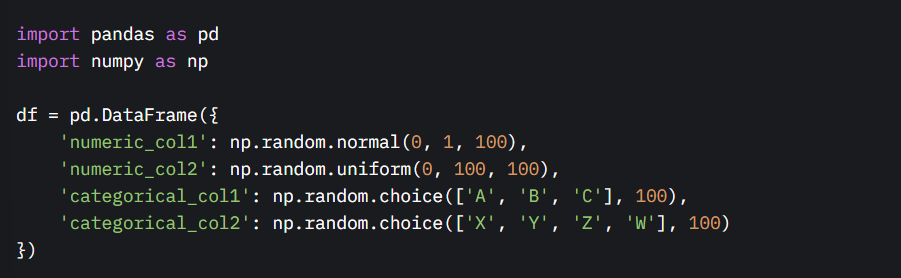 import pandas as pd
import numpy as np

df = pd.DataFrame({
    'numeric_col1': np.random.normal(0, 1, 100),
    'numeric_col2': np.random.uniform(0, 100, 100),
    'categorical_col1': np.random.choice(['A', 'B', 'C'], 100),
    'categorical_col2': np.random.choice(['X', 'Y', 'Z', 'W'], 100)
})